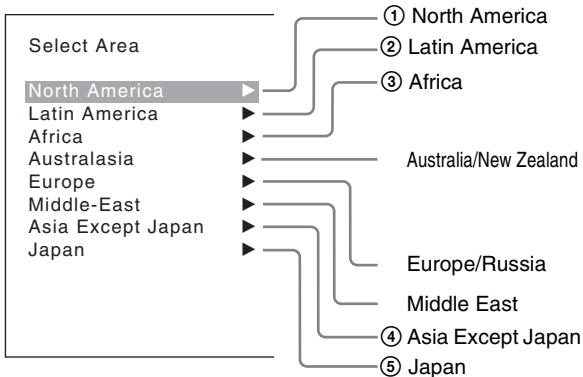 Select Area
North America ▶
Latin America ▶
Africa ▶
Australasia ▶
Europe ▶
Middle-East ▶
Asia Except Japan ▶
Japan ▶
① North America
② Latin America
③ Africa
Australia/New Zealand
Europe/Russia
Middle East
④ Asia Except Japan
⑤ Japan